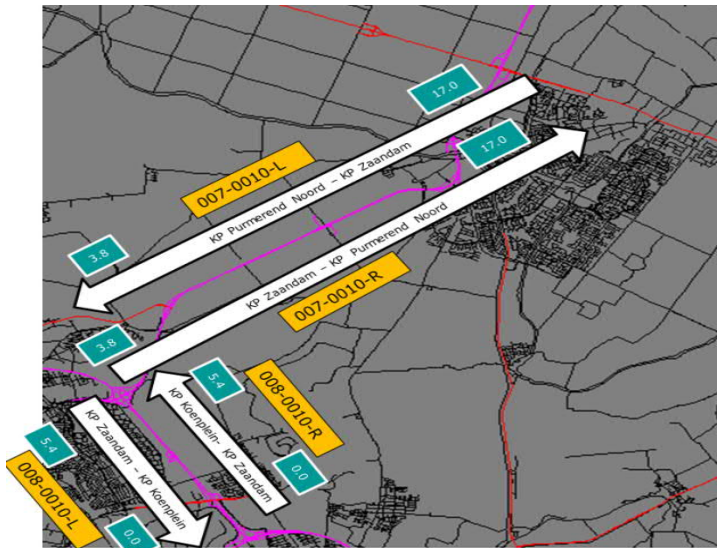 17.0
KP Purmerend Noord – KP Zaandam
007-0010-L
17.0
3.8
KP Zaandam – KP Purmerend Noord
007-0010-R
3.8
5.4
KP Koenplein- KP Zaandam
008-0010-R
0.0
KP Zaandam – KP Koenplein
5.4
008-0010-L
0.0